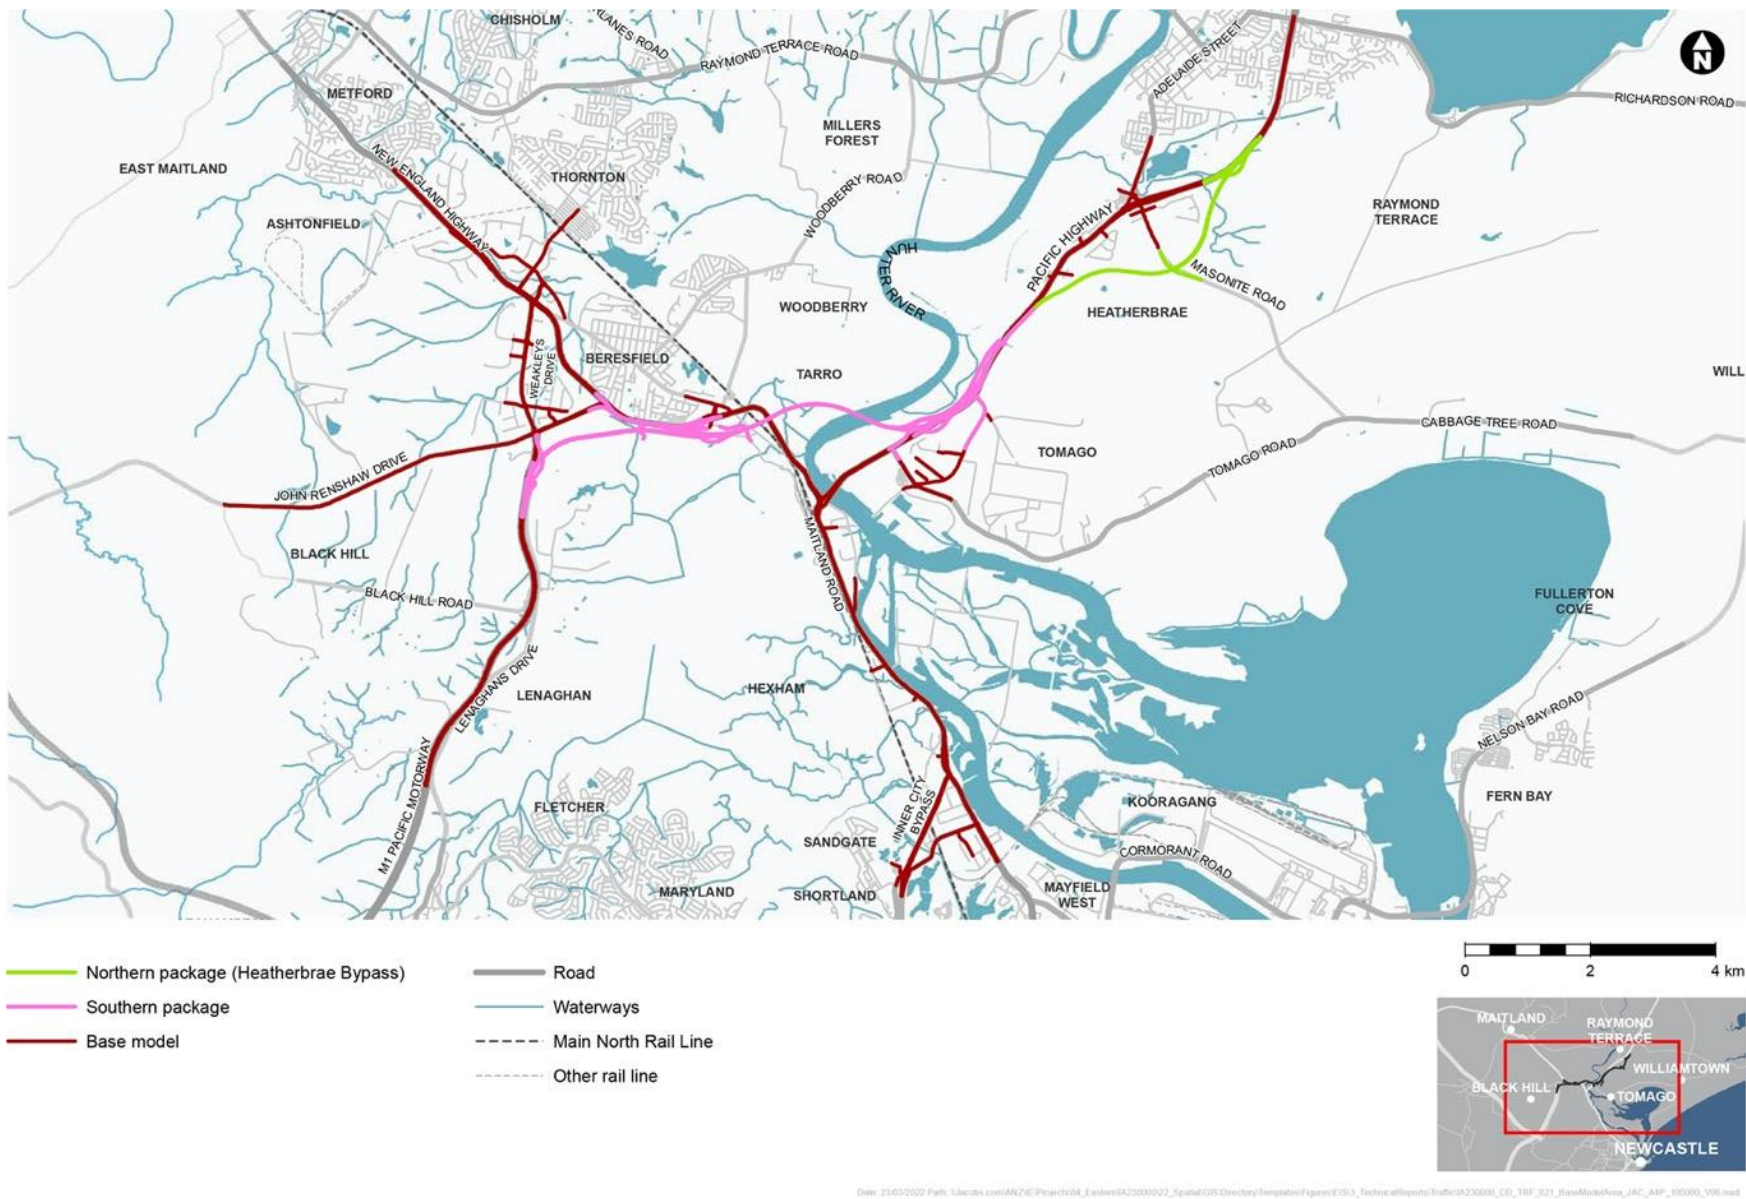 CHISHOLM
RAYMOND TERRACE ROAD
ADELAIDE STREET
N
RICHARDSON ROAD
METFORD
MILLERS
FOREST
EAST MAITLAND
NEW ENGLAND HIGHWAY
THORNTON
WOODBERRY ROAD
RAYMOND
TERRACE
ASHTONFIELD
HUNTER RIVER
PACIFIC HIGHWAY
MASONITE ROAD
WOODBERRY
HEATHERBRAE
BERESFIELD
WEAKLEYS
DRIVE
TARRO
WILL
CABBAGE TREE ROAD
TOMAGO
TOMAGO ROAD
JOHN RENSHAW DRIVE
BLACK HILL
MAITLAND ROAD
BLACK HILL ROAD
FULLERTON
COVE
LENAGHANS DRIVE
LENAGHAN
HEXHAM
NELSON BAY ROAD
M1 PACIFIC MOTORWAY
FLETCHER
INNER CITY
BYPASS
KOORAGANG
FERN BAY
SANDGATE
CORMORANT ROAD
MARYLAND
SHORTLAND
MAYFIELD
WEST
Northern package (Heatherbrae Bypass)
Southern package
Base model
Road
Waterways
Main North Rail Line
Other rail line
0 2 4 km
MAITLAND
RAYMOND
TERRACE
WILLIAMTOWN
BLACK HILL
TOMAGO
NEWCASTLE